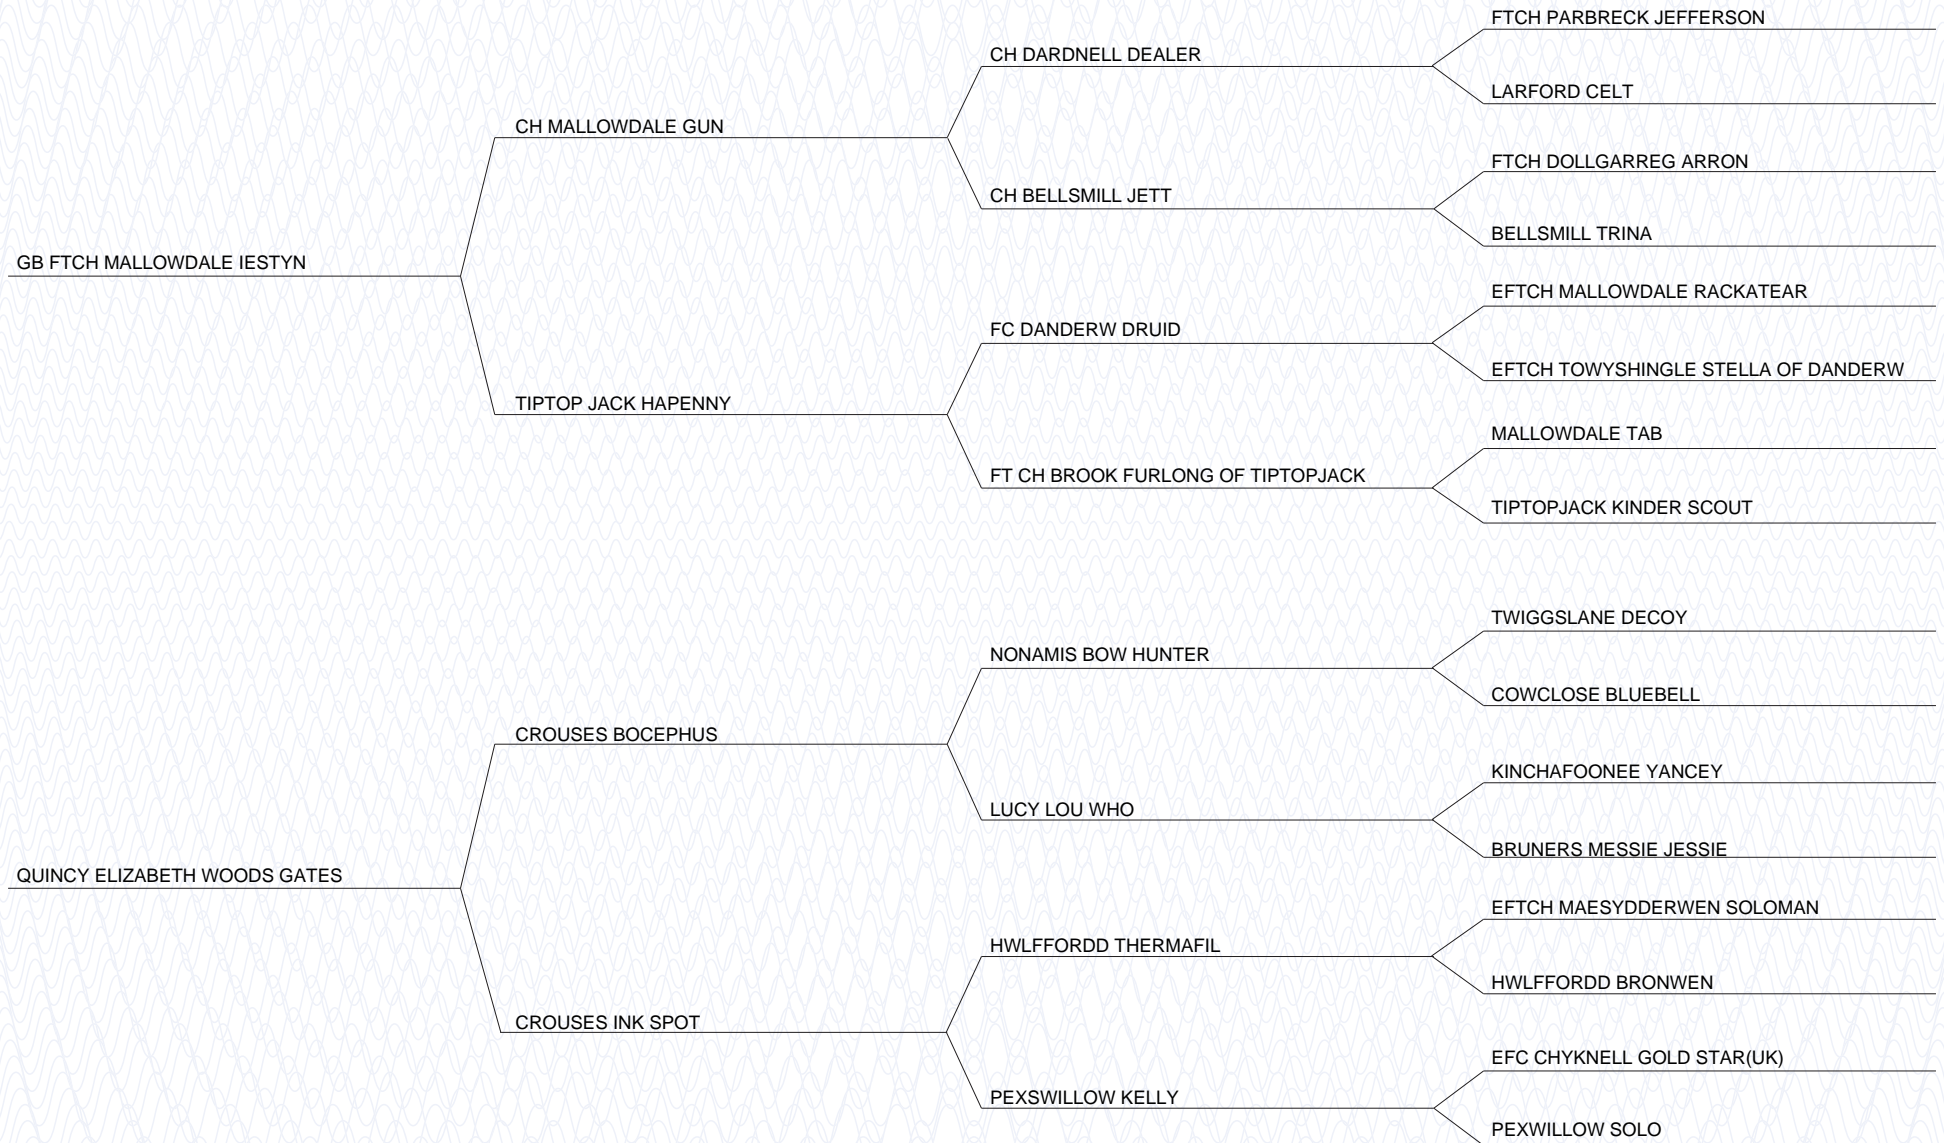 FTCH PARBRECK JEFFERSON
CH DARDNELL DEALER
LARFORD CELT
CH MALLOWDALE GUN
FTCH DOLLGARREG ARRON
CH BELLSMILL JETT
BELLSMILL TRINA
GB FTCH MALLOWDALE IESTYN
EFTCH MALLOWDALE RACKATEAR
FC DANDERW DRUID
EFTCH TOWYSHINGLE STELLA OF DANDERW
TIPTOP JACK HAPENNY
MALLOWDALE TAB
FT CH BROOK FURLONG OF TIPTOPJACK
TIPTOPJACK KINDER SCOUT
TWIGGSLANE DECOY
NONAMIS BOW HUNTER
COWCLOSE BLUEBELL
CROUSES BOCEPHUS
KINCHAFOONEE YANCEY
LUCY LOU WHO
BRUNERS MESSIE JESSIE
QUINCY ELIZABETH WOODS GATES
EFTCH MAESYDDERWEN SOLOMAN
HWLFFORDD THERMAFIL
HWLFFORDD BRONWEN
CROUSES INK SPOT
EFC CHYKNELL GOLD STAR(UK)
PEXSWILLOW KELLY
PEXWILLOW SOLO